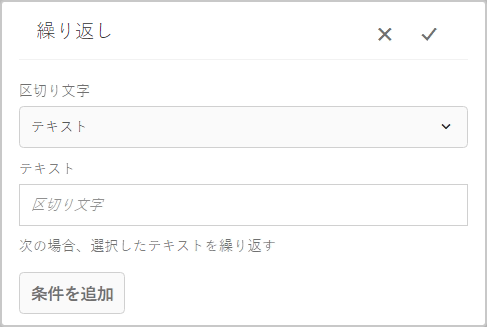 繰り返し
区切り文字
テキスト
テキスト
区切り文字
次の場合、選択したテキストを繰り返す
条件を追加